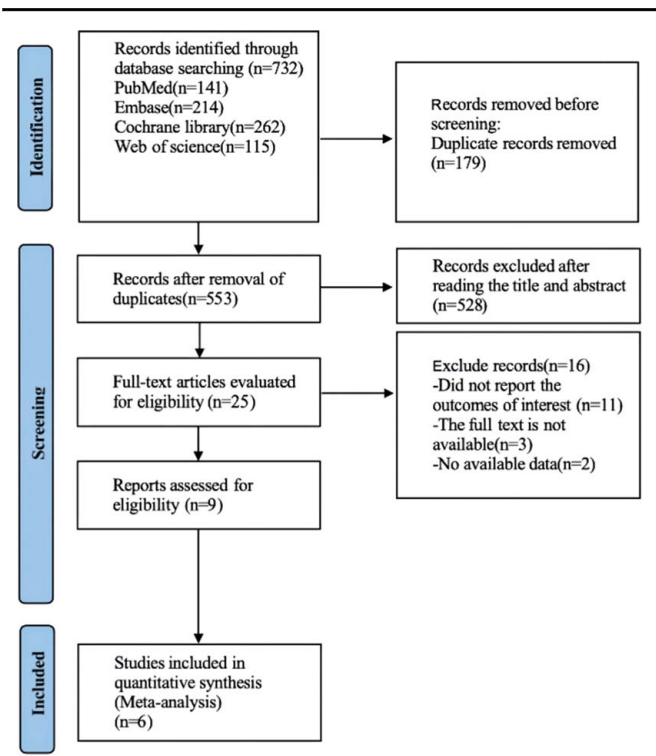 Identification
Records identified through
database searching (n=732)
PubMed(n=141)
Embase(n=214)
Cochrane library(n=262)
Web of science(n=115)
Records removed before
screening:
Duplicate records removed
(n=179)
Screening
Records after removal of
duplicates(n=553)
Records excluded after
reading the title and abstract
(n=528)
Full-text articles evaluated
for eligibility (n=25)
Exclude records(n=16)
-Did not report the
outcomes of interest (n=11)
-The full text is not
available(n=3)
-No available data(n=2)
Reports assessed for
eligibility (n=9)
Included
Studies included in
quantitative synthesis
(Meta-analysis)
(n=6)